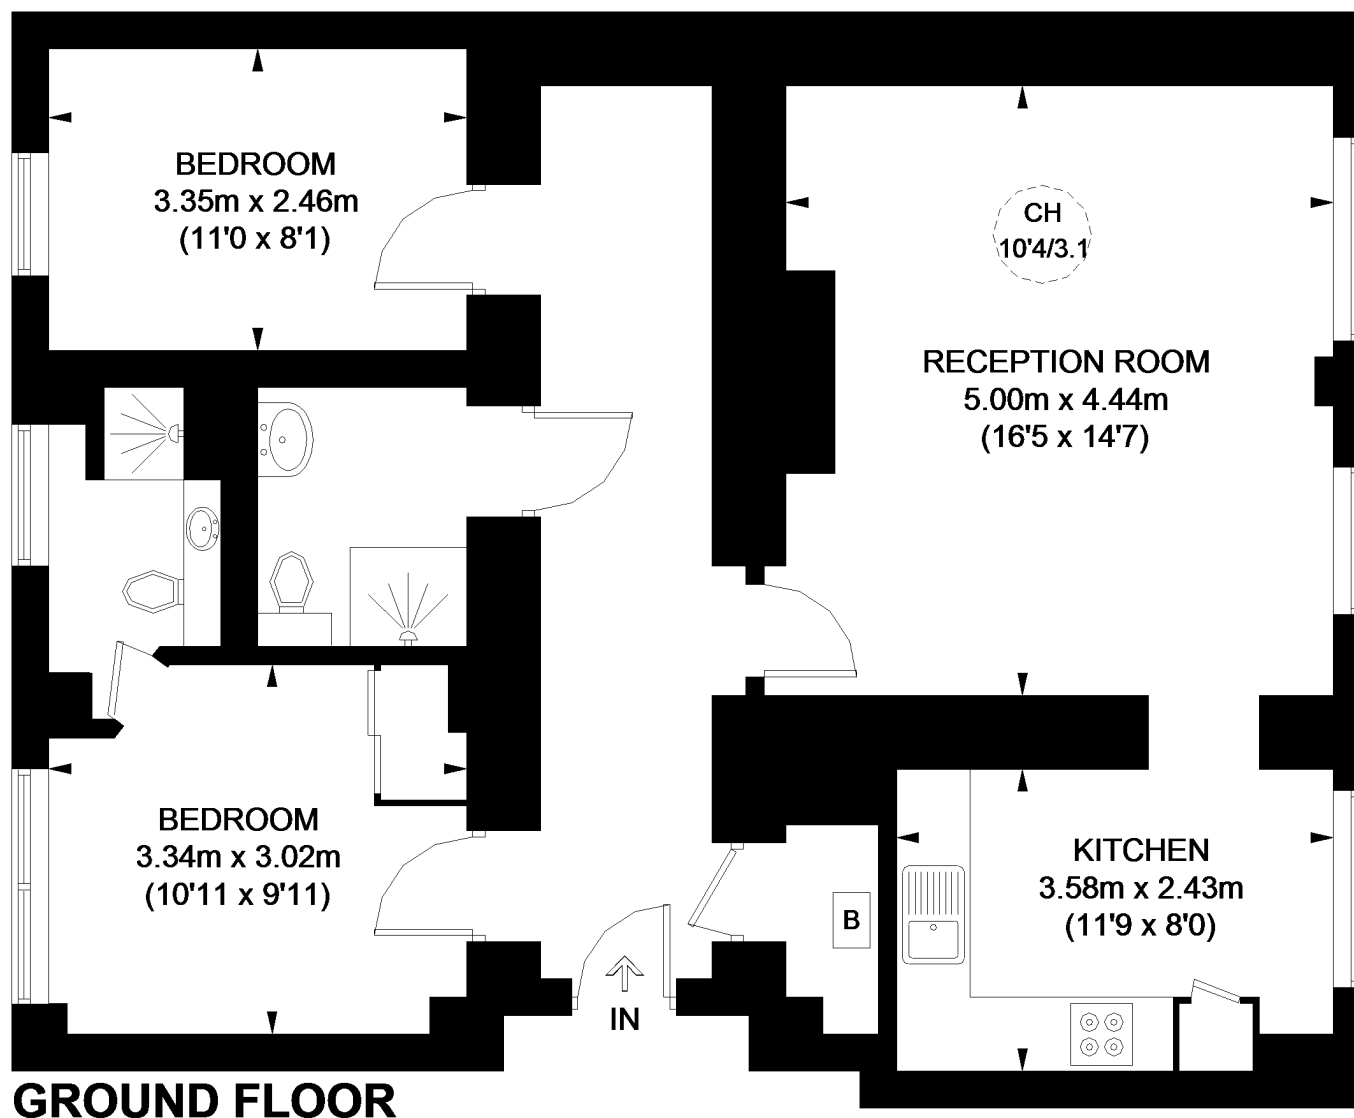 BEDROOM
3.35m x 2.46m
(11'0 x 8'1)
CH
10'4/3.1
RECEPTION ROOM
5.00m x 4.44m
(16'5 x 14'7)
BEDROOM
3.34m x 3.02m
(10'11 x 9'11)
KITCHEN
3.58m x 2.43m
(11'9 x 8'0)
B
IN
GROUND FLOOR